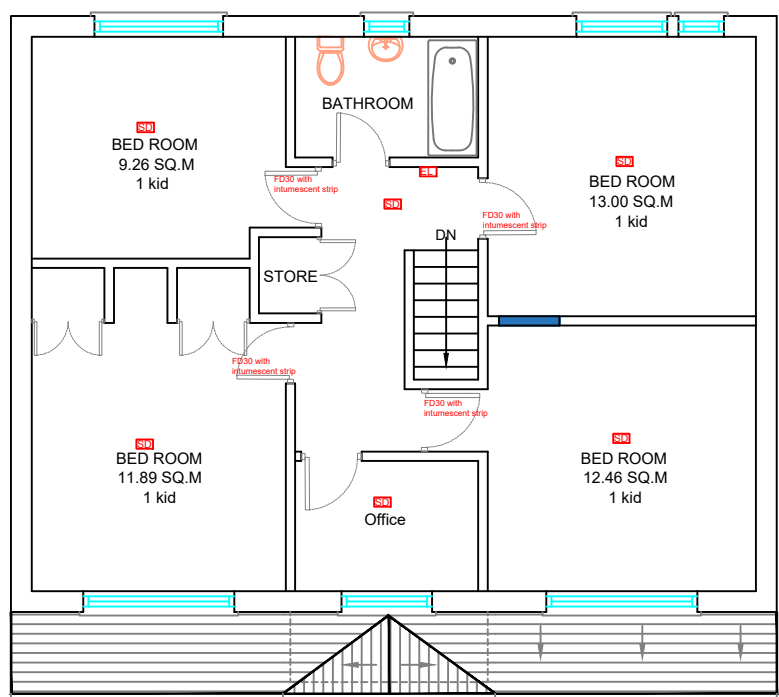 BATHROOM
SD
BED ROOM
9.26 SQ.M
1 kid
SD
BED ROOM
13.00 SQ.M
1 kid
EL
FD30 with
intumescent strip
SD
FD30 with
intumescent strip
DN
STORE
FD30 with
intumescent strip
FD30 with
intumescent strip
SD
BED ROOM
11.89 SQ.M
1 kid
SD
BED ROOM
12.46 SQ.M
1 kid
SD
Office